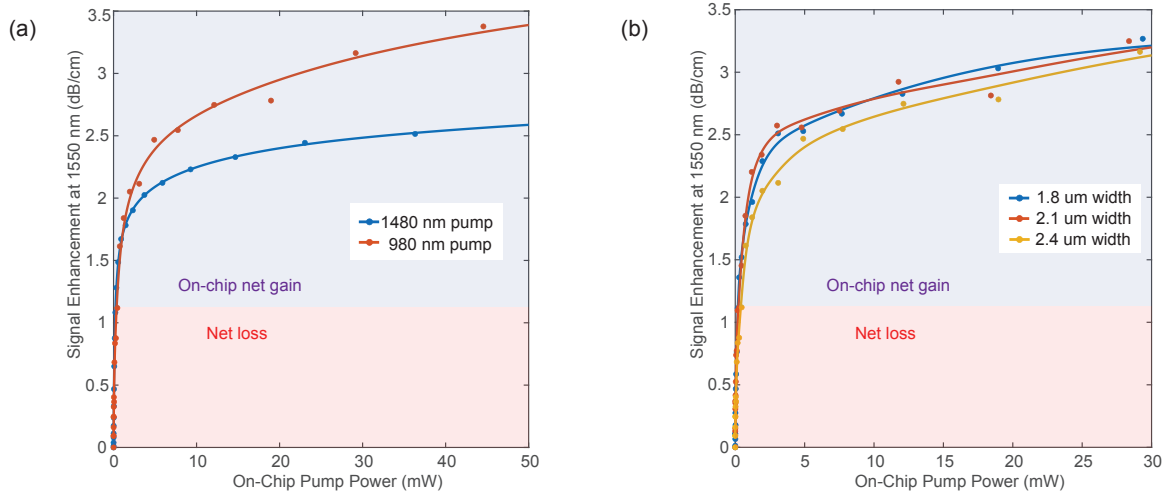 (a)
Signal Enhancement at 1550 nm (dB/cm)
3.5
3
2.5
2
1.5
1
0.5
0
1480 nm pump
980 nm pump
On-chip net gain
Net loss
0 10 20 30 40 50
On-Chip Pump Power (mW)
(b)
Signal Enhancement at 1550 nm (dB/cm)
3.5
3
2.5
2
1.5
1
0.5
0
1.8 um width
2.1 um width
2.4 um width
On-chip net gain
Net loss
0 5 10 15 20 25 30
On-Chip Pump Power (mW)